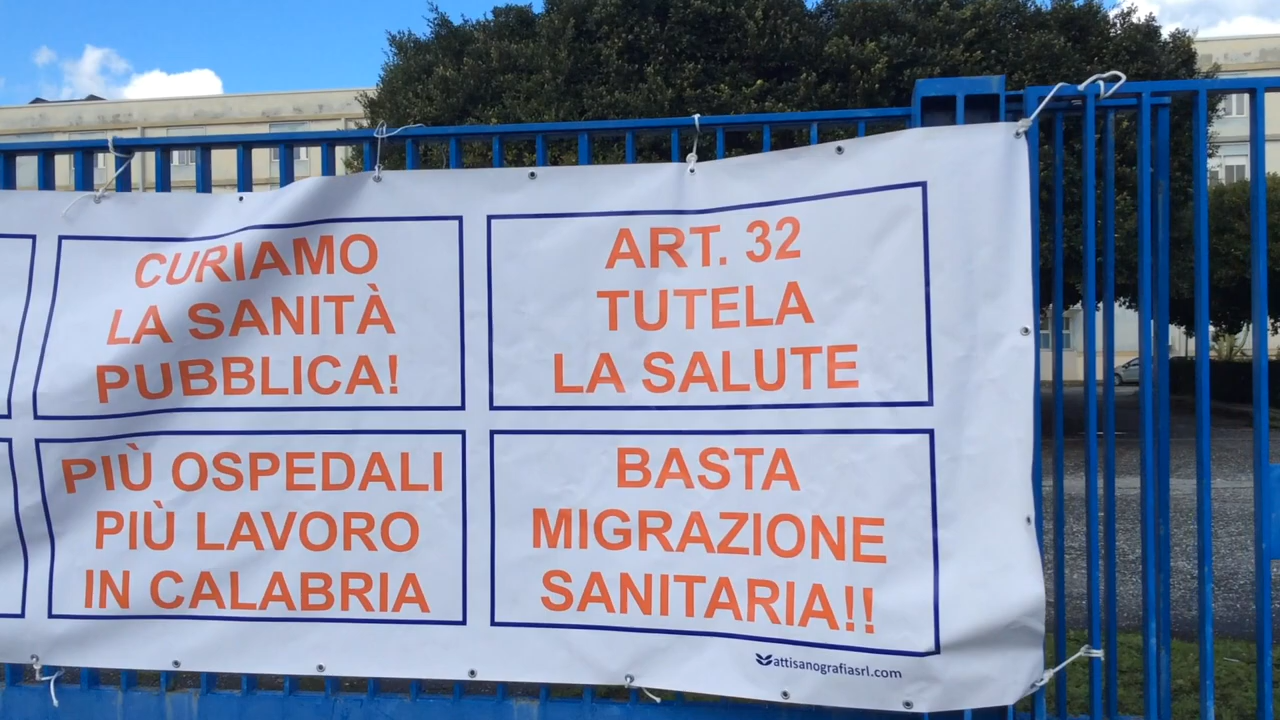 CURIAMO
LA SANITÀ
PUBBLICA!
ART. 32
TUTELA
LA SALUTE
PIÙ OSPEDALI
PIÙ LAVORO
IN CALABRIA
BASTA
MIGRAZIONE
SANITARIA!!
attisanografiasrl.com